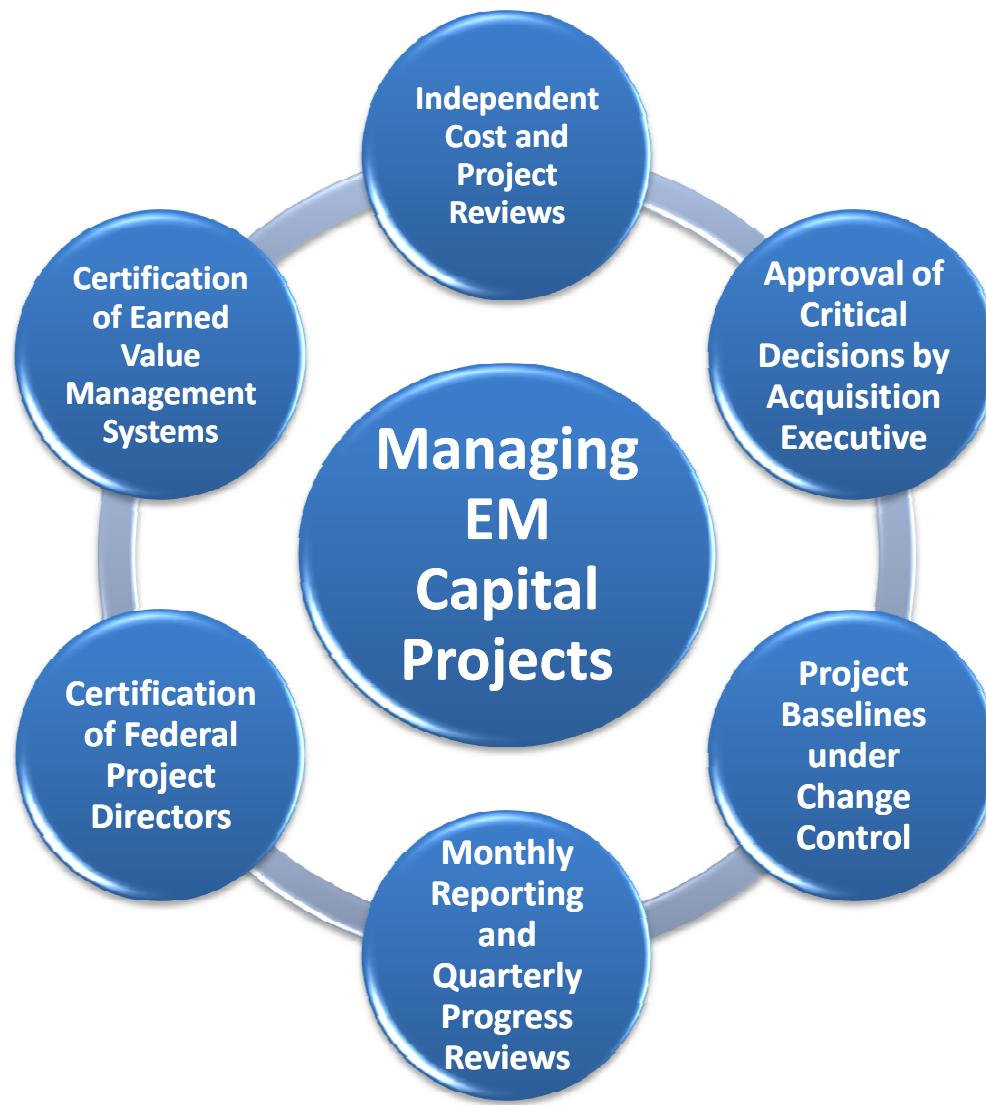 Independent
Cost and
Project
Reviews
Approval of
Critical
Decisions by
Acquisition
Executive
Project
Baselines
under
Change
Control
Monthly
Reporting
and
Quarterly
Progress
Reviews
Certification
of Federal
Project
Directors
Certification
of Earned
Value
Management
Systems
Managing
EM
Capital
Projects